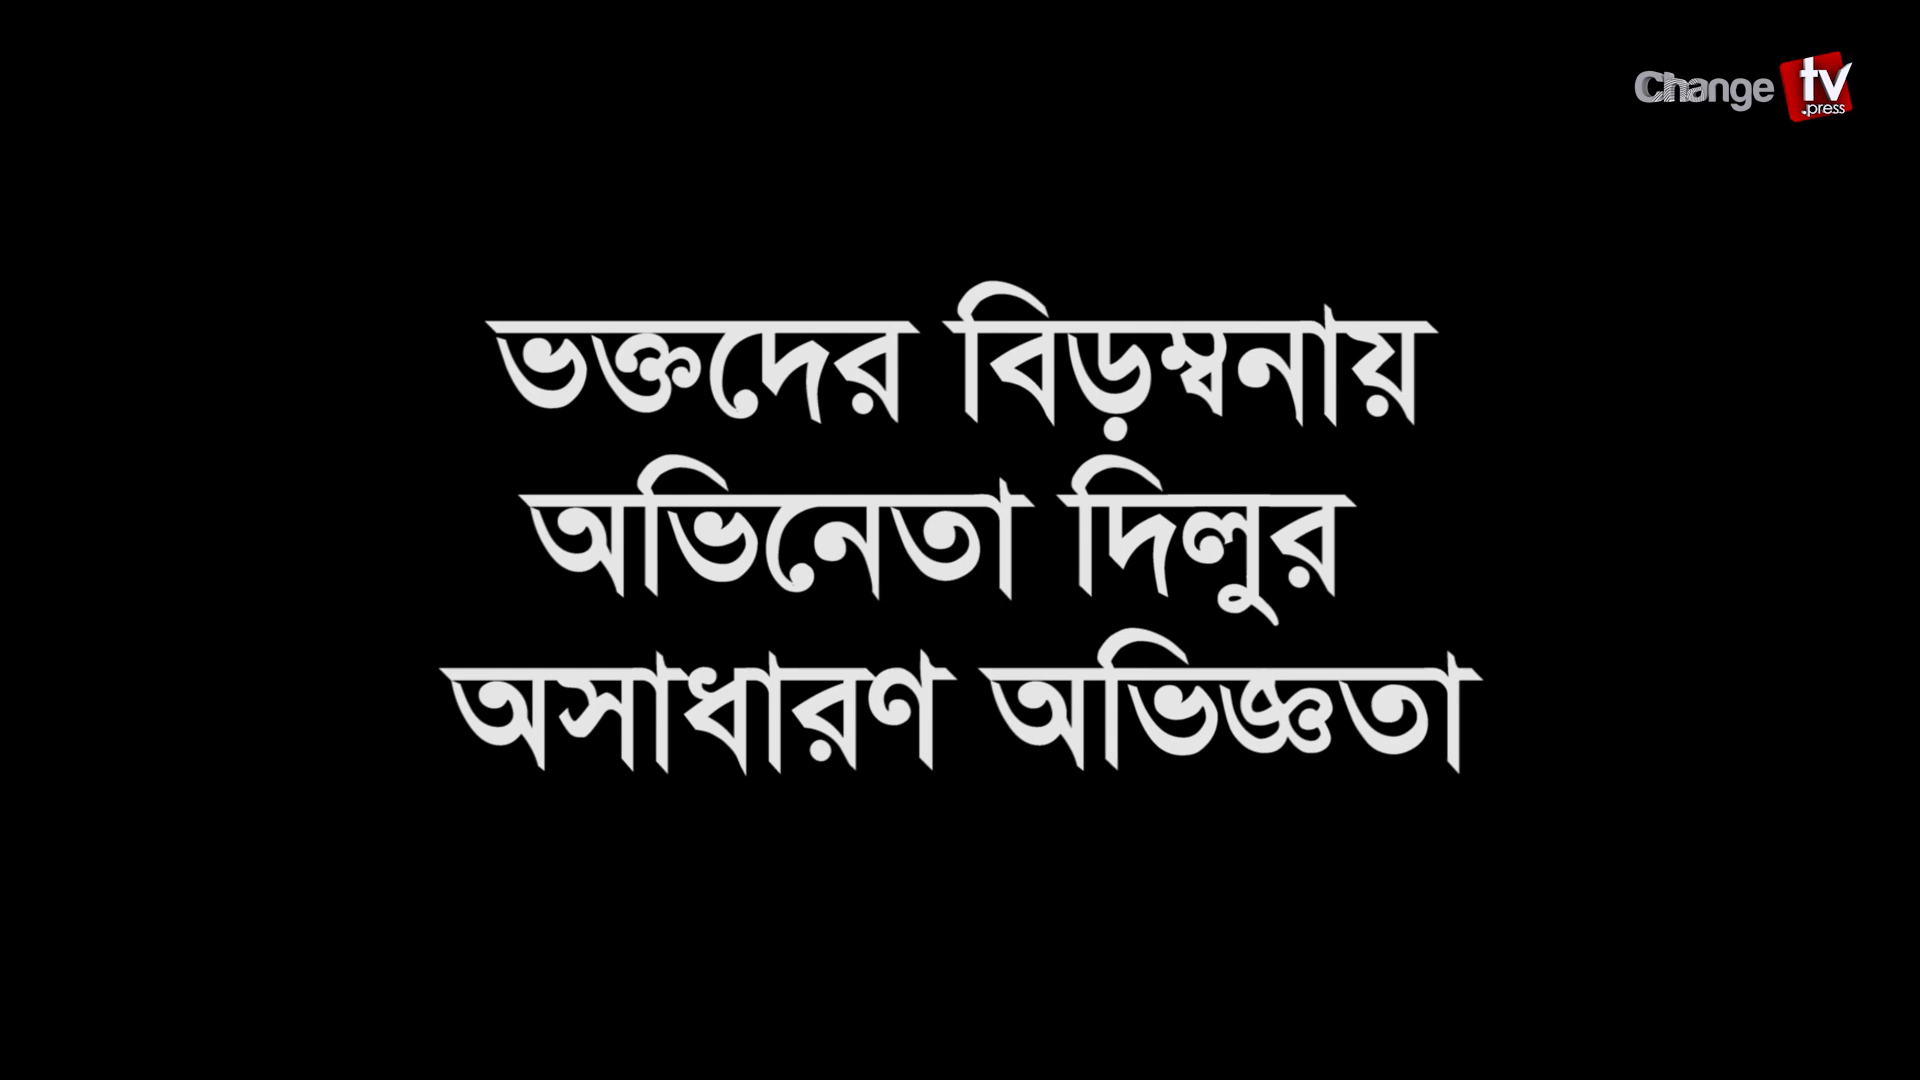 Change tv
.press
ভক্তদের বিড়ম্বনায়
অভিনেতা দিলুর
অসাধারণ অভিজ্ঞতা